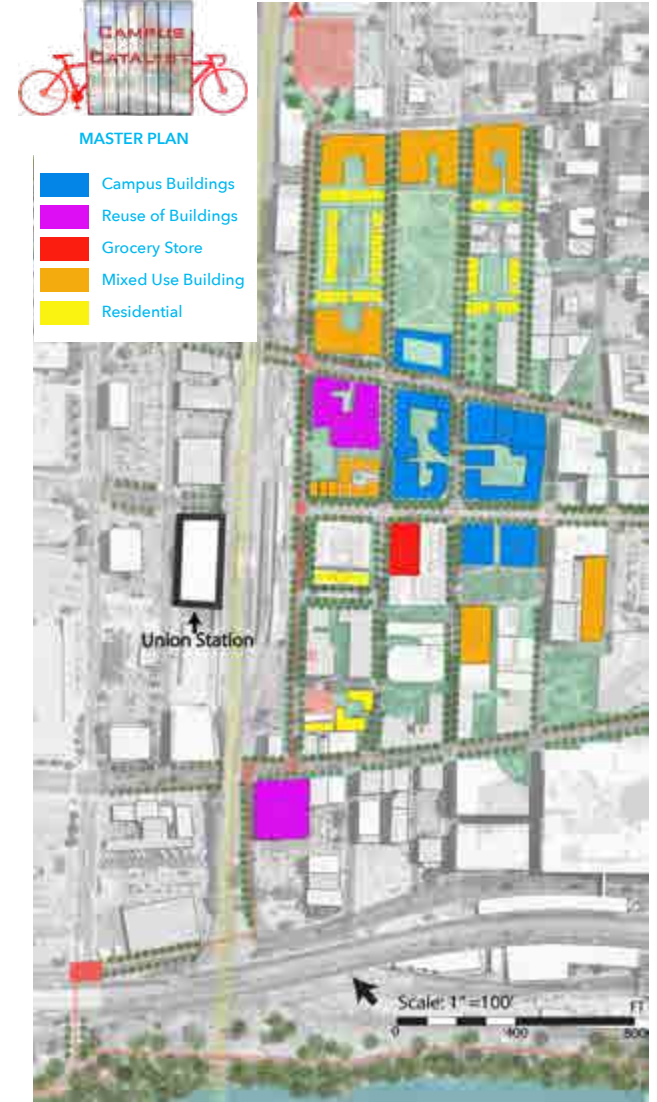 CAMPUS
CATALYST
MASTER PLAN
Campus Buildings
Reuse of Buildings
Grocery Store
Mixed Use Building
Residential
Union Station
Scale: 1"=100'
FT
0
400
800